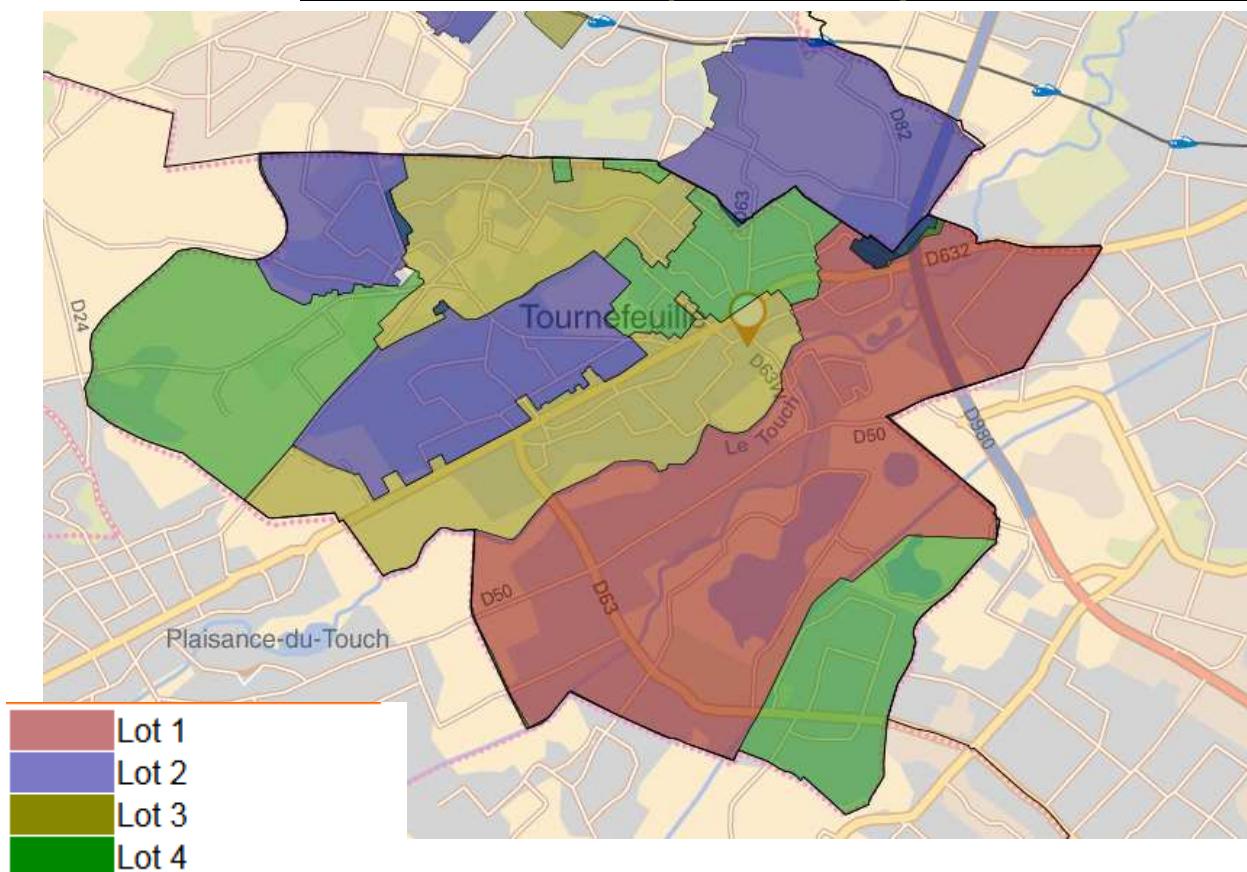 D82
D63
D632
D24
Tournefeuille
D632
D980
Le Touch
D50
D50
D63
Plaisance-du-Touch
Lot 1
Lot 2
Lot 3
Lot 4